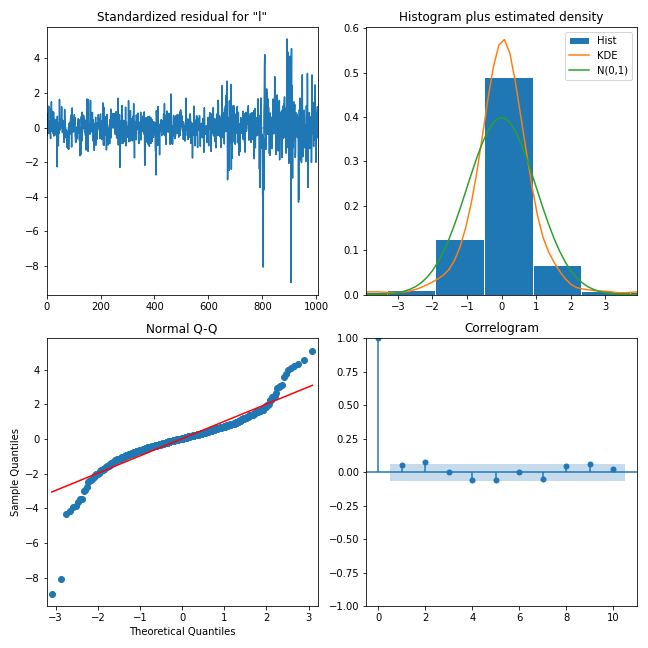 Standardized residual for "l"
4
2
0
−2
−4
−6
−8
0 200 400 600 800 1000
Histogram plus estimated density
Hist
KDE
N(0,1)
0.6
0.5
0.4
0.3
0.2
0.1
0.0
−3 −2 −1 0 1 2 3
Normal Q-Q
Sample Quantiles
4
2
0
−2
−4
−6
−8
−3 −2 −1 0 1 2 3
Theoretical Quantiles
Correlogram
1.00
0.75
0.50
0.25
0.00
−0.25
−0.50
−0.75
−1.00
0 2 4 6 8 10